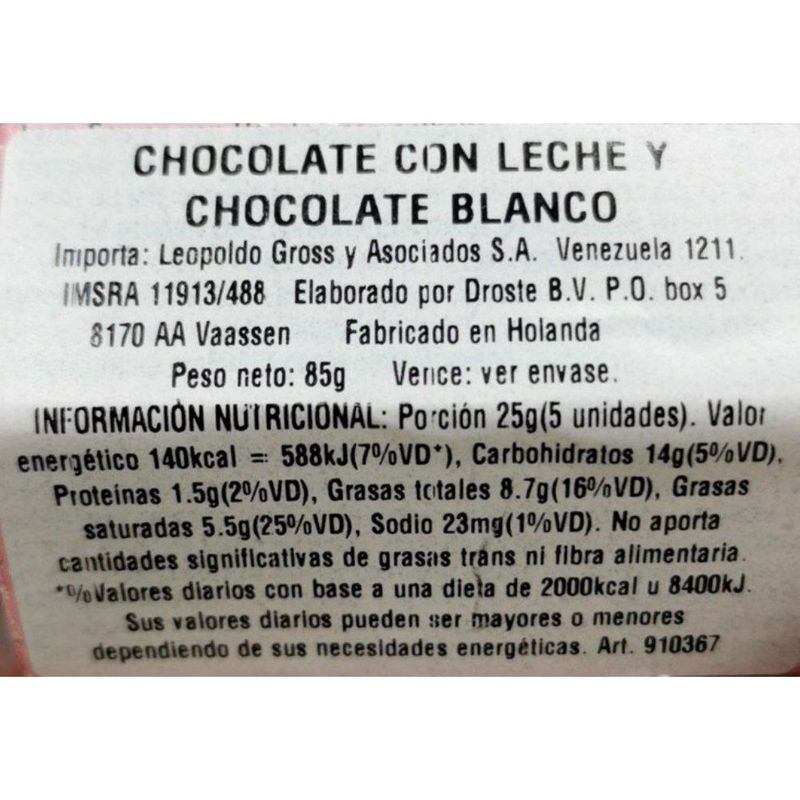 CHOCOLATE CON LECHE Y
CHOCOLATE BLANCO
Importa: Leopoldo Gross y Asociados S.A. Venezuela 1211.
IMSRA 11913/488 Elaborado por Droste B.V. P.O. box 5
8170 AA Vaassen Fabricado en Holanda
Peso neto: 85g Vence: ver envase.
INFORMACIÓN NUTRICIONAL: Porción 25g(5 unidades). Valor
energético 140kcal = 588kJ(7%VD*), Carbohidratos 14g(5%VD),
Proteínas 1.5g(2%VD), Grasas totales 8.7g(16%VD), Grasas
saturadas 5.5g(25%VD), Sodio 23mg(1%VD). No aporta
cantidades significativas de grasas trans ni fibra alimentaria.
*%Valores diarios con base a una dieta de 2000kcal u 8400kJ.
Sus valores diarios pueden ser mayores o menores
dependiendo de sus necesidades energéticas. Art. 910367